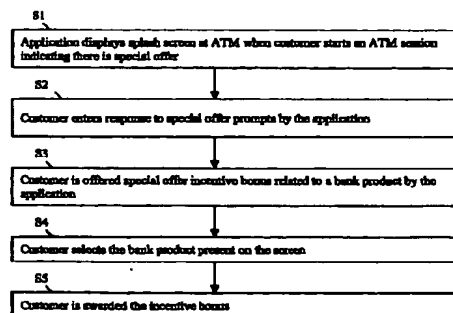 S1
Application displays splash screen at ATM when customer starts an ATM session
indicating there is special offer
S2
Customer enters response to special offer prompts by the application
S3
Customer is offered special offer incentive bonus related to a bank product by the
application
S4
Customer selects the bank product present on the screen
S5
Customer is awarded the incentive bonus